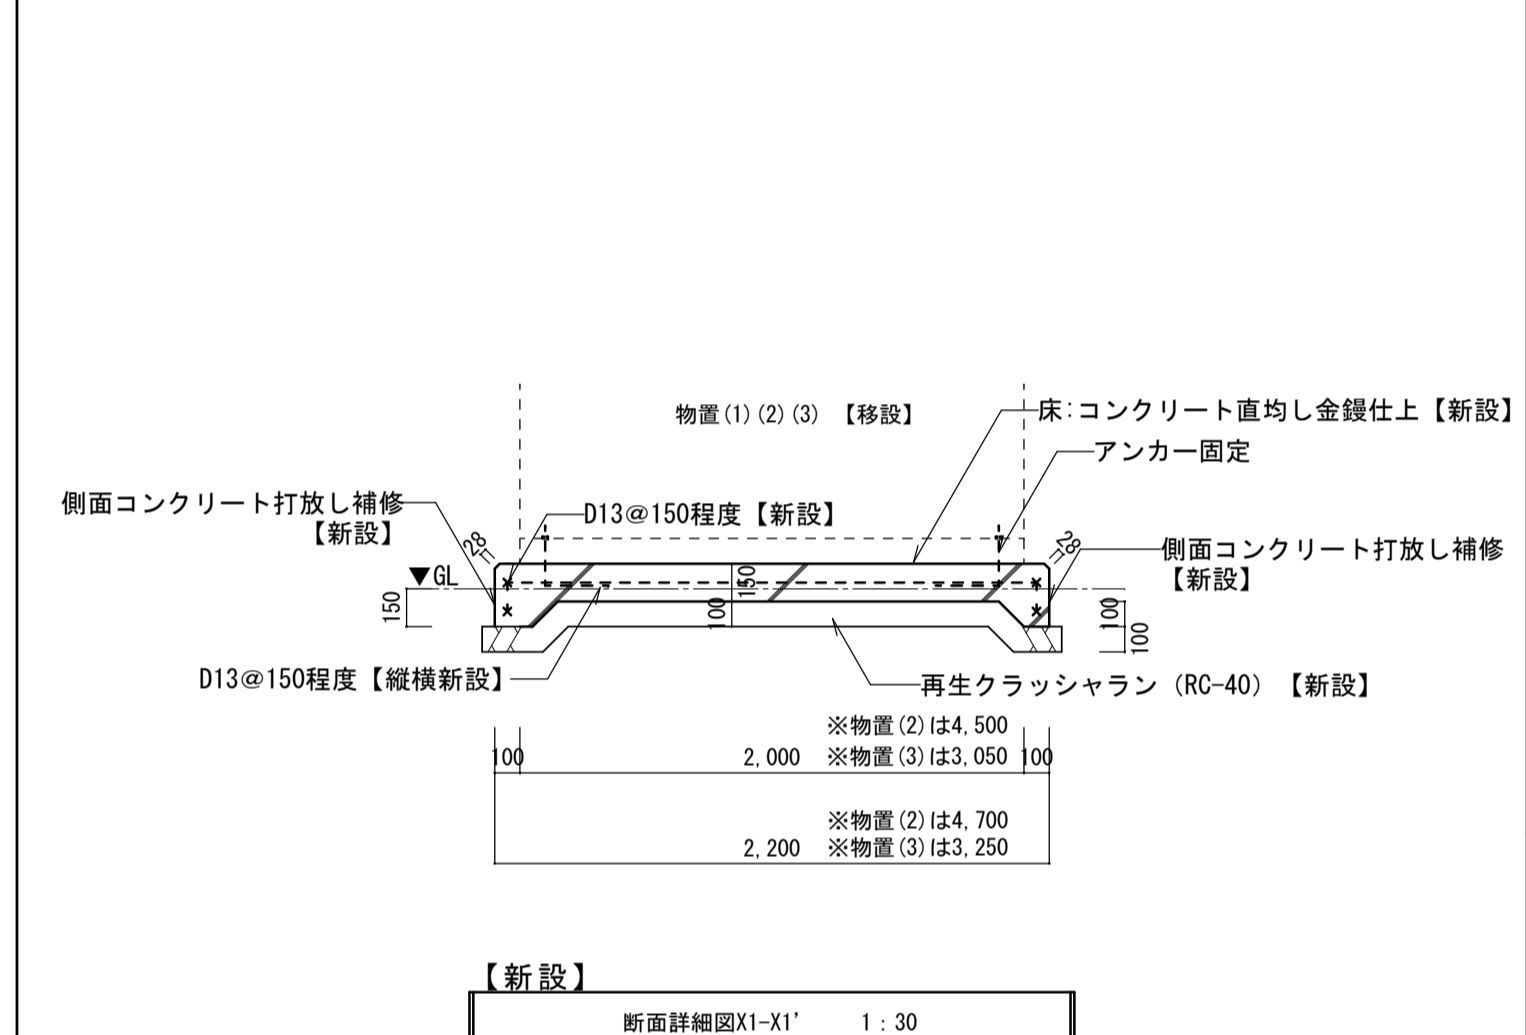 物置(1)(2)(3) 【移設】
床:コンクリート直均し金鏝仕上【新設】
アンカー固定
側面コンクリート打放し補修
【新設】
D13@150程度【新設】
28
28
側面コンクリート打放し補修
【新設】
▼GL
150
150
100
100
100
D13@150程度【縦横新設】
再生クラッシャラン (RC-40) 【新設】
※物置(2)は4,500
100
2,000 ※物置(3)は3,050
100
※物置(2)は4,700
2,200 ※物置(3)は3,250
【新設】
断面詳細図X1-X1' 1:30